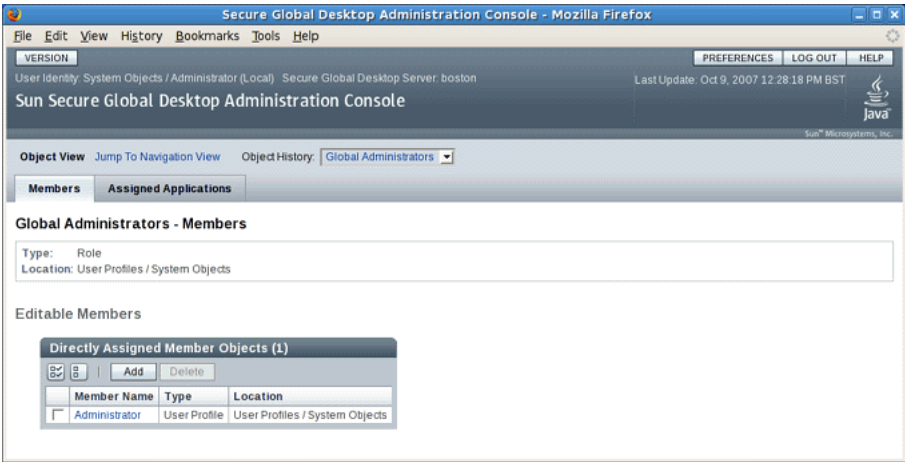 Secure Global Desktop Administration Console - Mozilla Firefox
File Edit View History Bookmarks Tools Help
VERSION PREFERENCES LOG OUT HELP
User Identity: System Objects / Administrator (Local) Secure Global Desktop Server: boston Last Update: Oct 9, 2007 12:28:18 PM BST
Sun Secure Global Desktop Administration Console
Java
Sun™ Microsystems, Inc.
Object View Jump To Navigation View Object History: Global Administrators
Members Assigned Applications
Global Administrators - Members
Type: Role
Location: User Profiles / System Objects
Editable Members
Directly Assigned Member Objects (1)
Add Delete
Member Name Type Location
Administrator User Profile User Profiles / System Objects